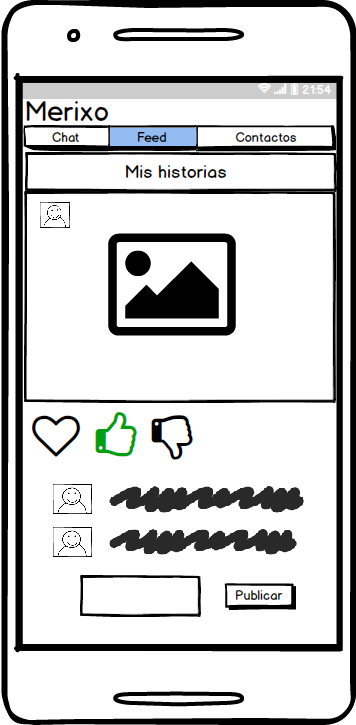 21:54
Merixo
Chat Feed Contactos
Mis historias
Publicar